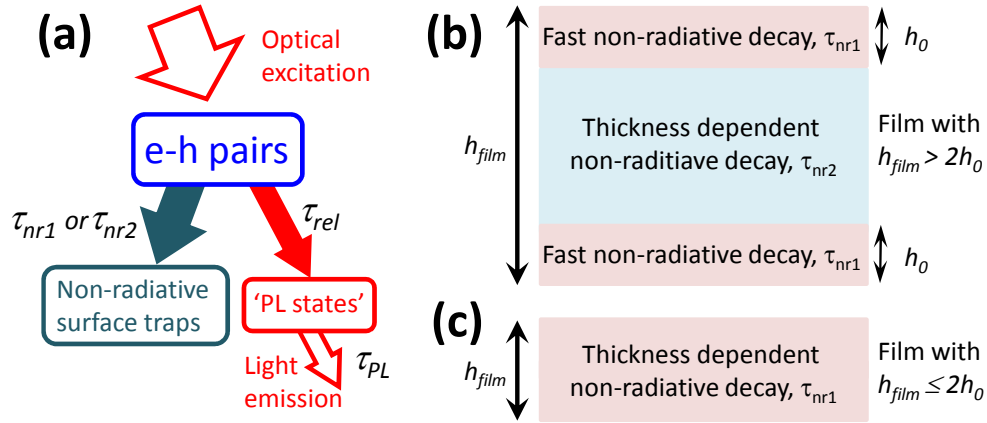 (a)
Optical
excitation
e-h pairs
τnr1 or τnr2
τrel
Non-radiative
surface traps
‘PL states’
Light
emission
τPL
(b)
hfilm
Fast non-radiative decay, τnr1
h0
Thickness dependent
non-raditiave decay, τnr2
Film with
hfilm > 2h0
Fast non-radiative decay, τnr1
h0
(c)
hfilm
Thickness dependent
non-radiative decay, τnr1
Film with
hfilm ≤ 2h0